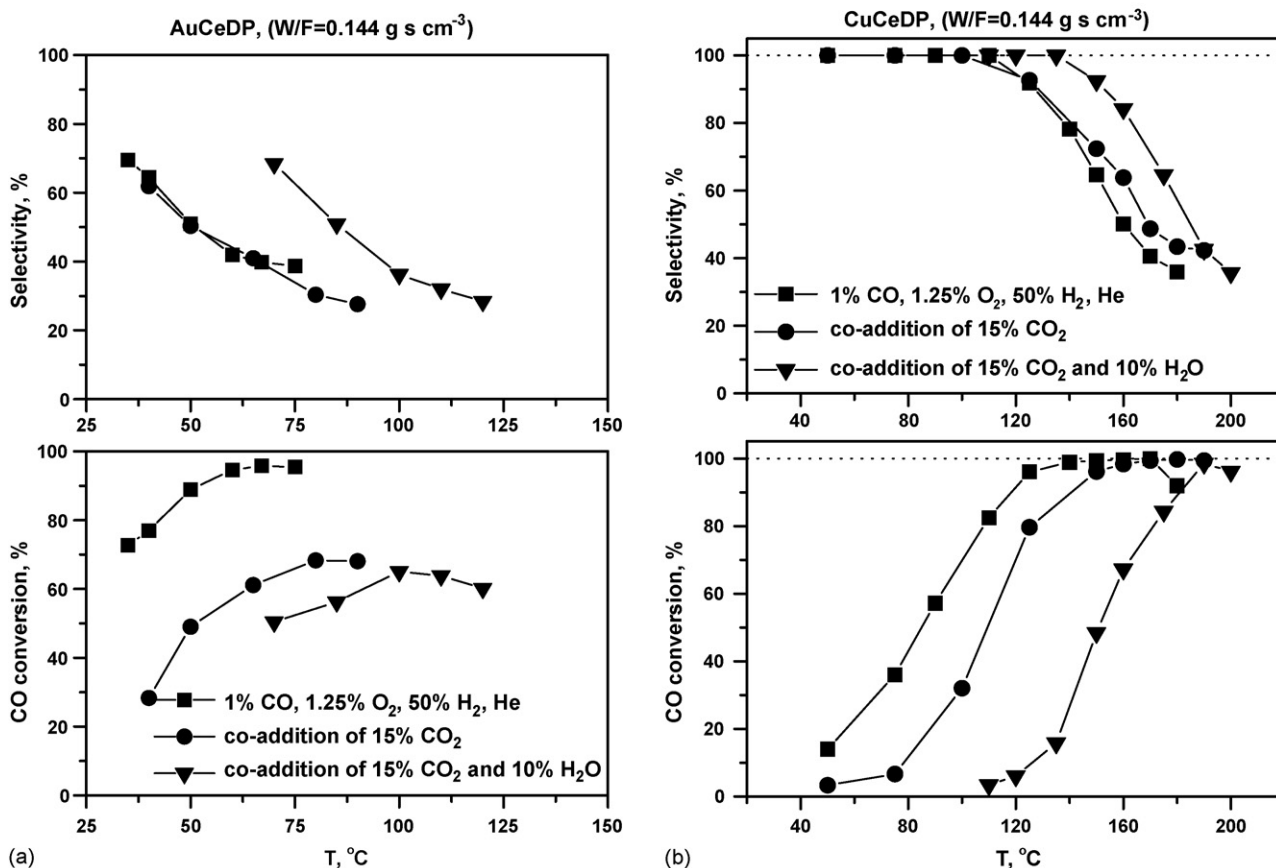 AuCeDP, (W/F=0.144 g s cm⁻³)
100
80
60
40
20
0
Selectivity, %
25 50 75 100 125 150
100
80
60
40
20
0
CO conversion, %
1% CO, 1.25% O₂, 50% H₂, He
co-addition of 15% CO₂
co-addition of 15% CO₂ and 10% H₂O
25 50 75 100 125 150
(a) T, °C
CuCeDP, (W/F=0.144 g s cm⁻³)
100
80
60
40
20
0
Selectivity, %
1% CO, 1.25% O₂, 50% H₂, He
co-addition of 15% CO₂
co-addition of 15% CO₂ and 10% H₂O
40 80 120 160 200
100
80
60
40
20
0
CO conversion, %
40 80 120 160 200
(b) T, °C